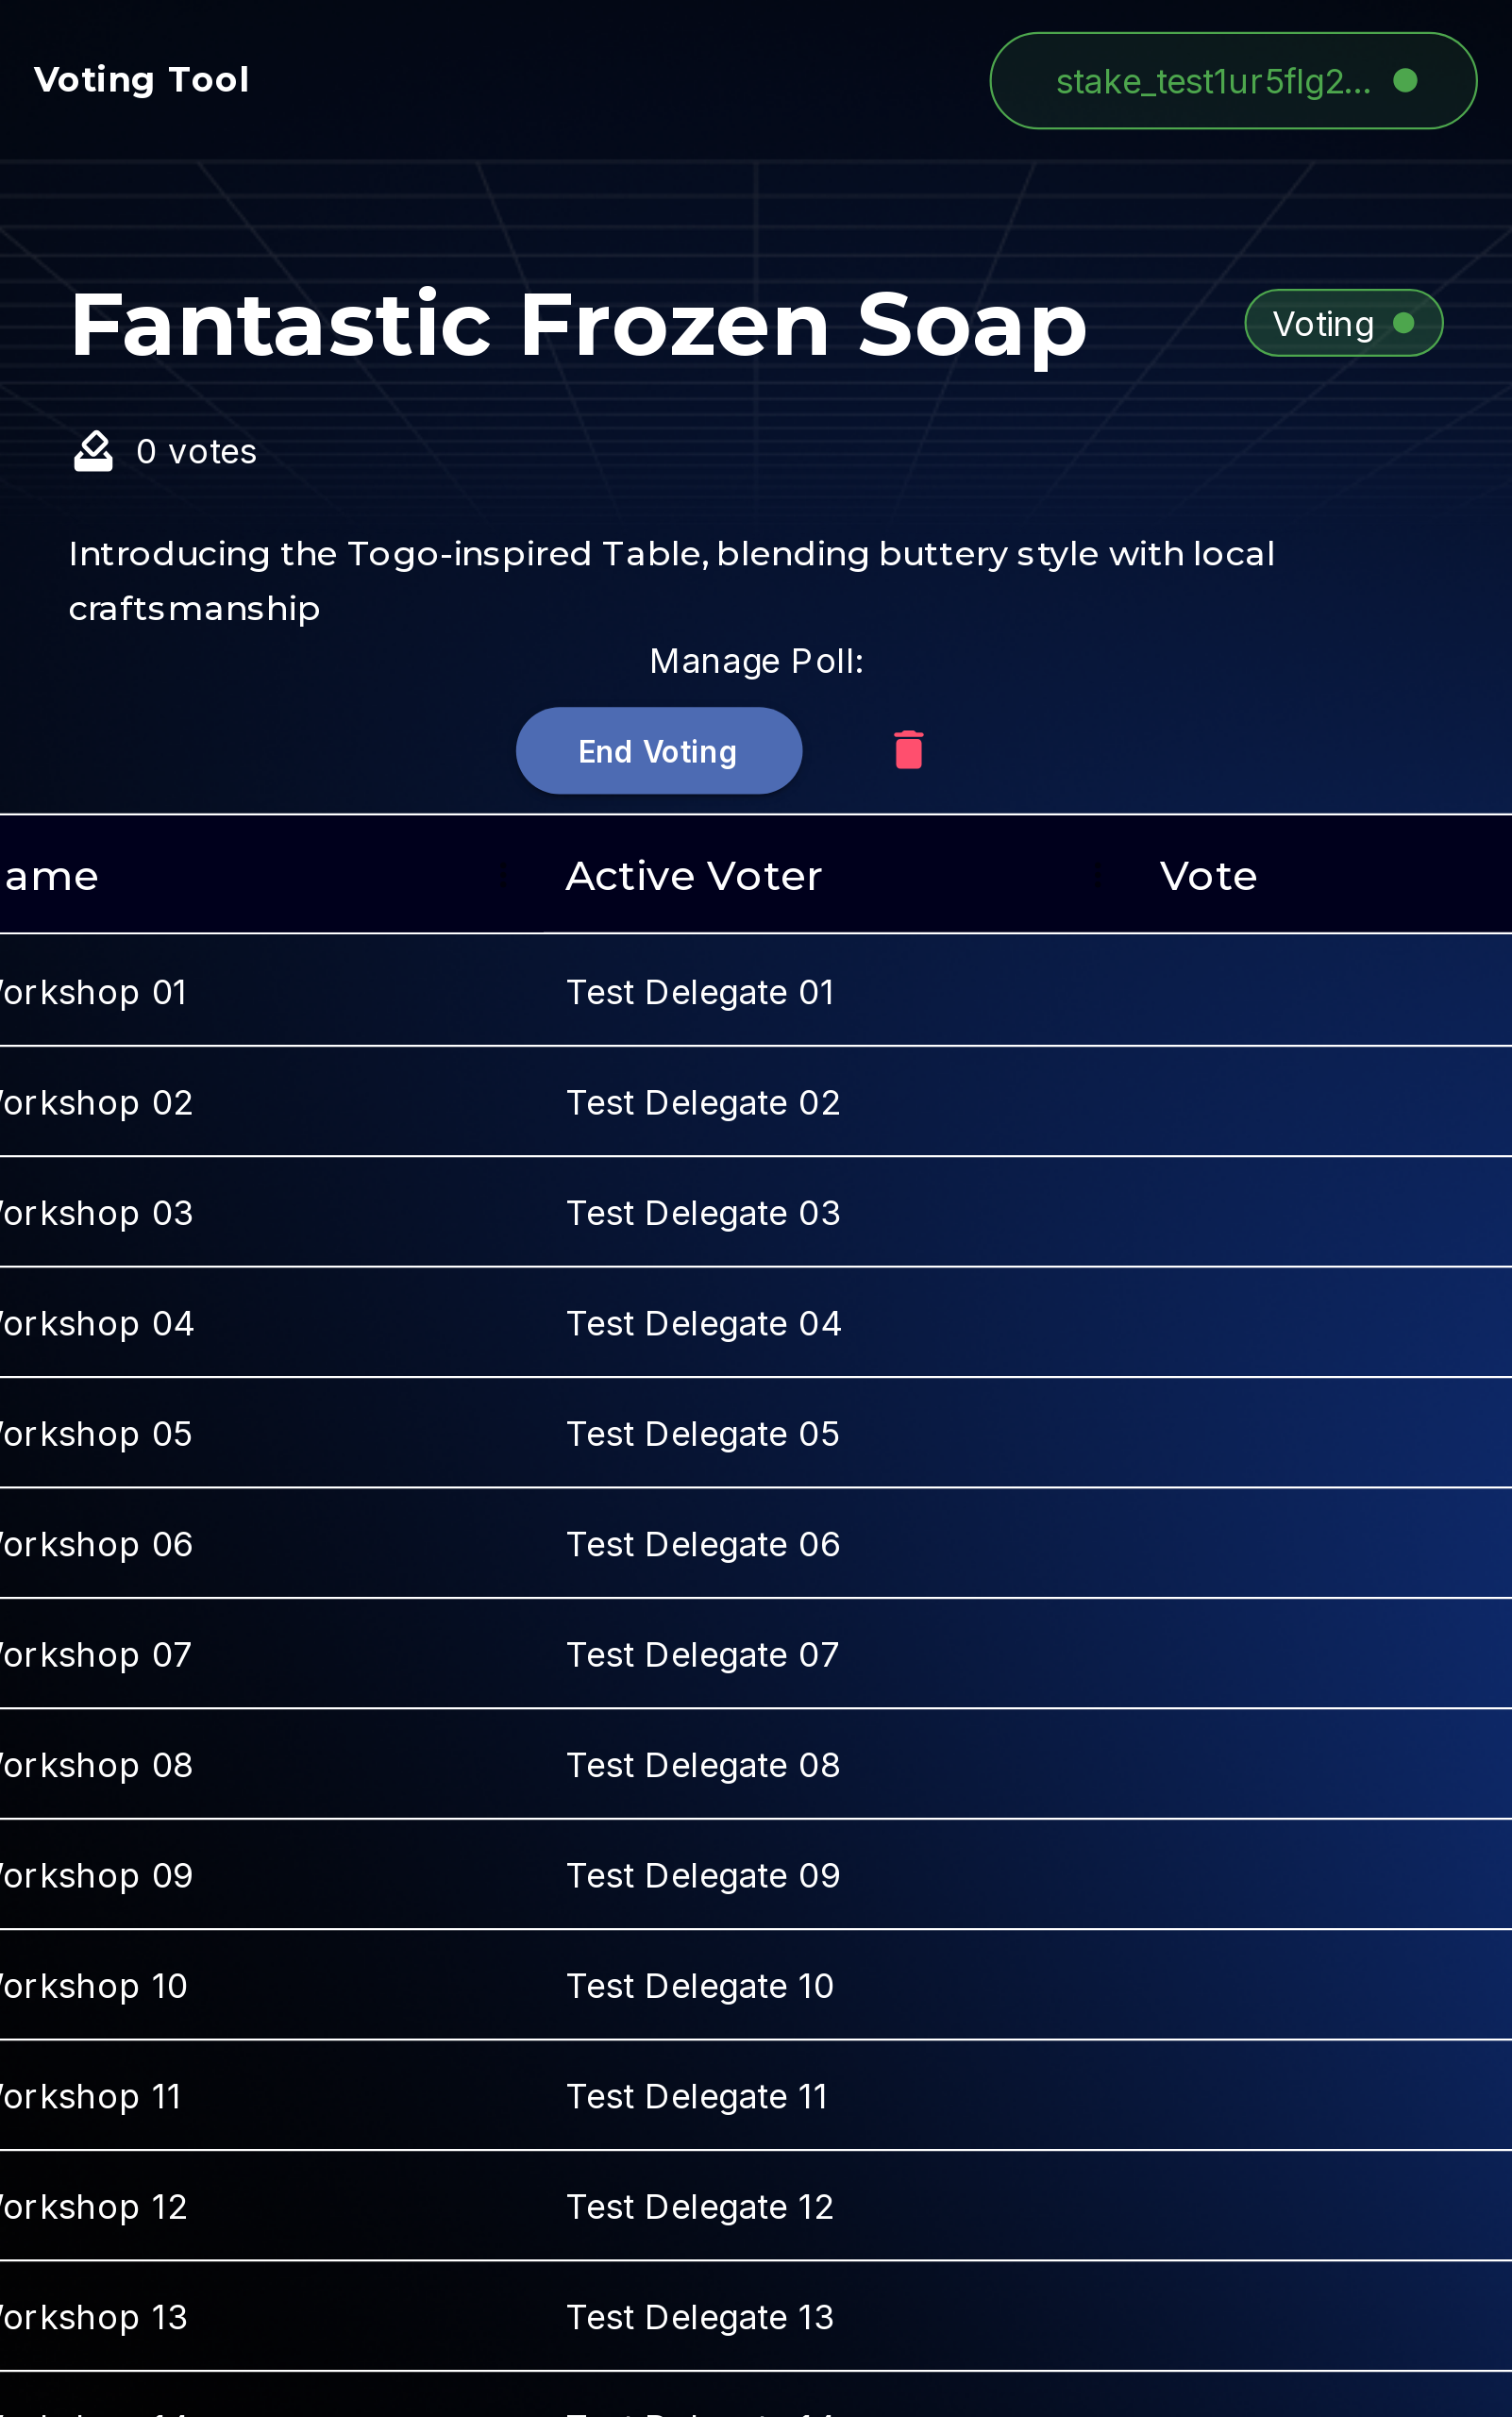 Voting Tool
stake_test1ur5flg2...
Fantastic Frozen Soap
Voting
0 votes
Introducing the Togo-inspired Table, blending buttery style with local
craftsmanship
Manage Poll:
End Voting
ame Active Voter Vote
orkshop 01 Test Delegate 01
orkshop 02 Test Delegate 02
orkshop 03 Test Delegate 03
orkshop 04 Test Delegate 04
orkshop 05 Test Delegate 05
orkshop 06 Test Delegate 06
orkshop 07 Test Delegate 07
orkshop 08 Test Delegate 08
orkshop 09 Test Delegate 09
orkshop 10 Test Delegate 10
orkshop 11 Test Delegate 11
orkshop 12 Test Delegate 12
orkshop 13 Test Delegate 13